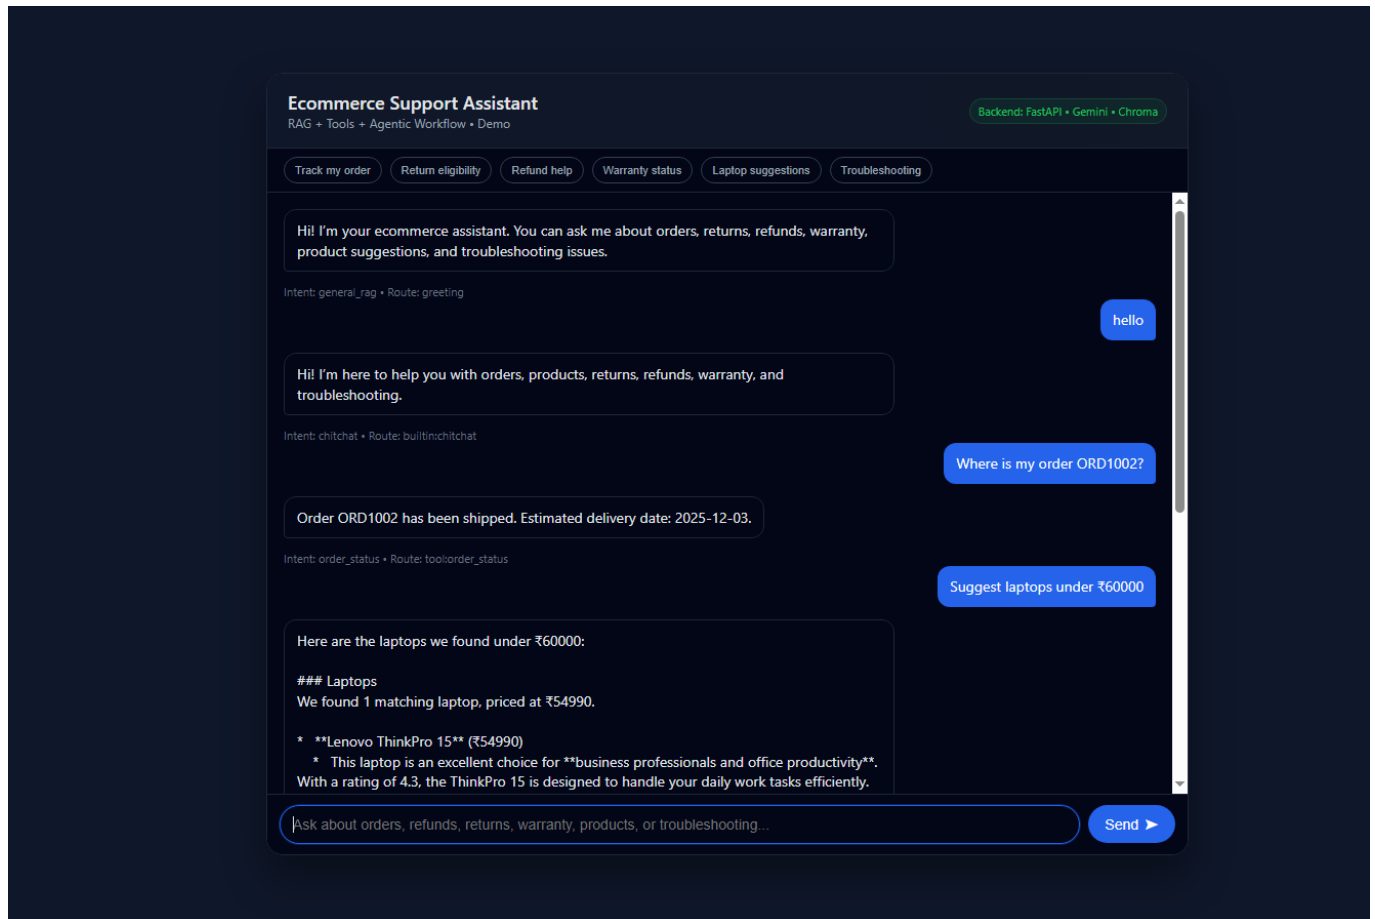 Ecommerce Support Assistant
RAG + Tools + Agentic Workflow • Demo
Backend: FastAPI • Gemini • Chroma
Track my order
Return eligibility
Refund help
Warranty status
Laptop suggestions
Troubleshooting
Hi! I’m your ecommerce assistant. You can ask me about orders, returns, refunds, warranty,
product suggestions, and troubleshooting issues.
Intent: general_rag • Route: greeting
hello
Hi! I’m here to help you with orders, products, returns, refunds, warranty, and
troubleshooting.
Intent: chitchat • Route: builtin:chitchat
Where is my order ORD1002?
Order ORD1002 has been shipped. Estimated delivery date: 2025-12-03.
Intent: order_status • Route: tool:order_status
Suggest laptops under ₹60000
Here are the laptops we found under ₹60000:
### Laptops
We found 1 matching laptop, priced at ₹54990.
*   **Lenovo ThinkPro 15** (₹54990)
*   This laptop is an excellent choice for **business professionals and office productivity**.
With a rating of 4.3, the ThinkPro 15 is designed to handle your daily work tasks efficiently.
Ask about orders, refunds, returns, warranty, products, or troubleshooting...
Send ➤